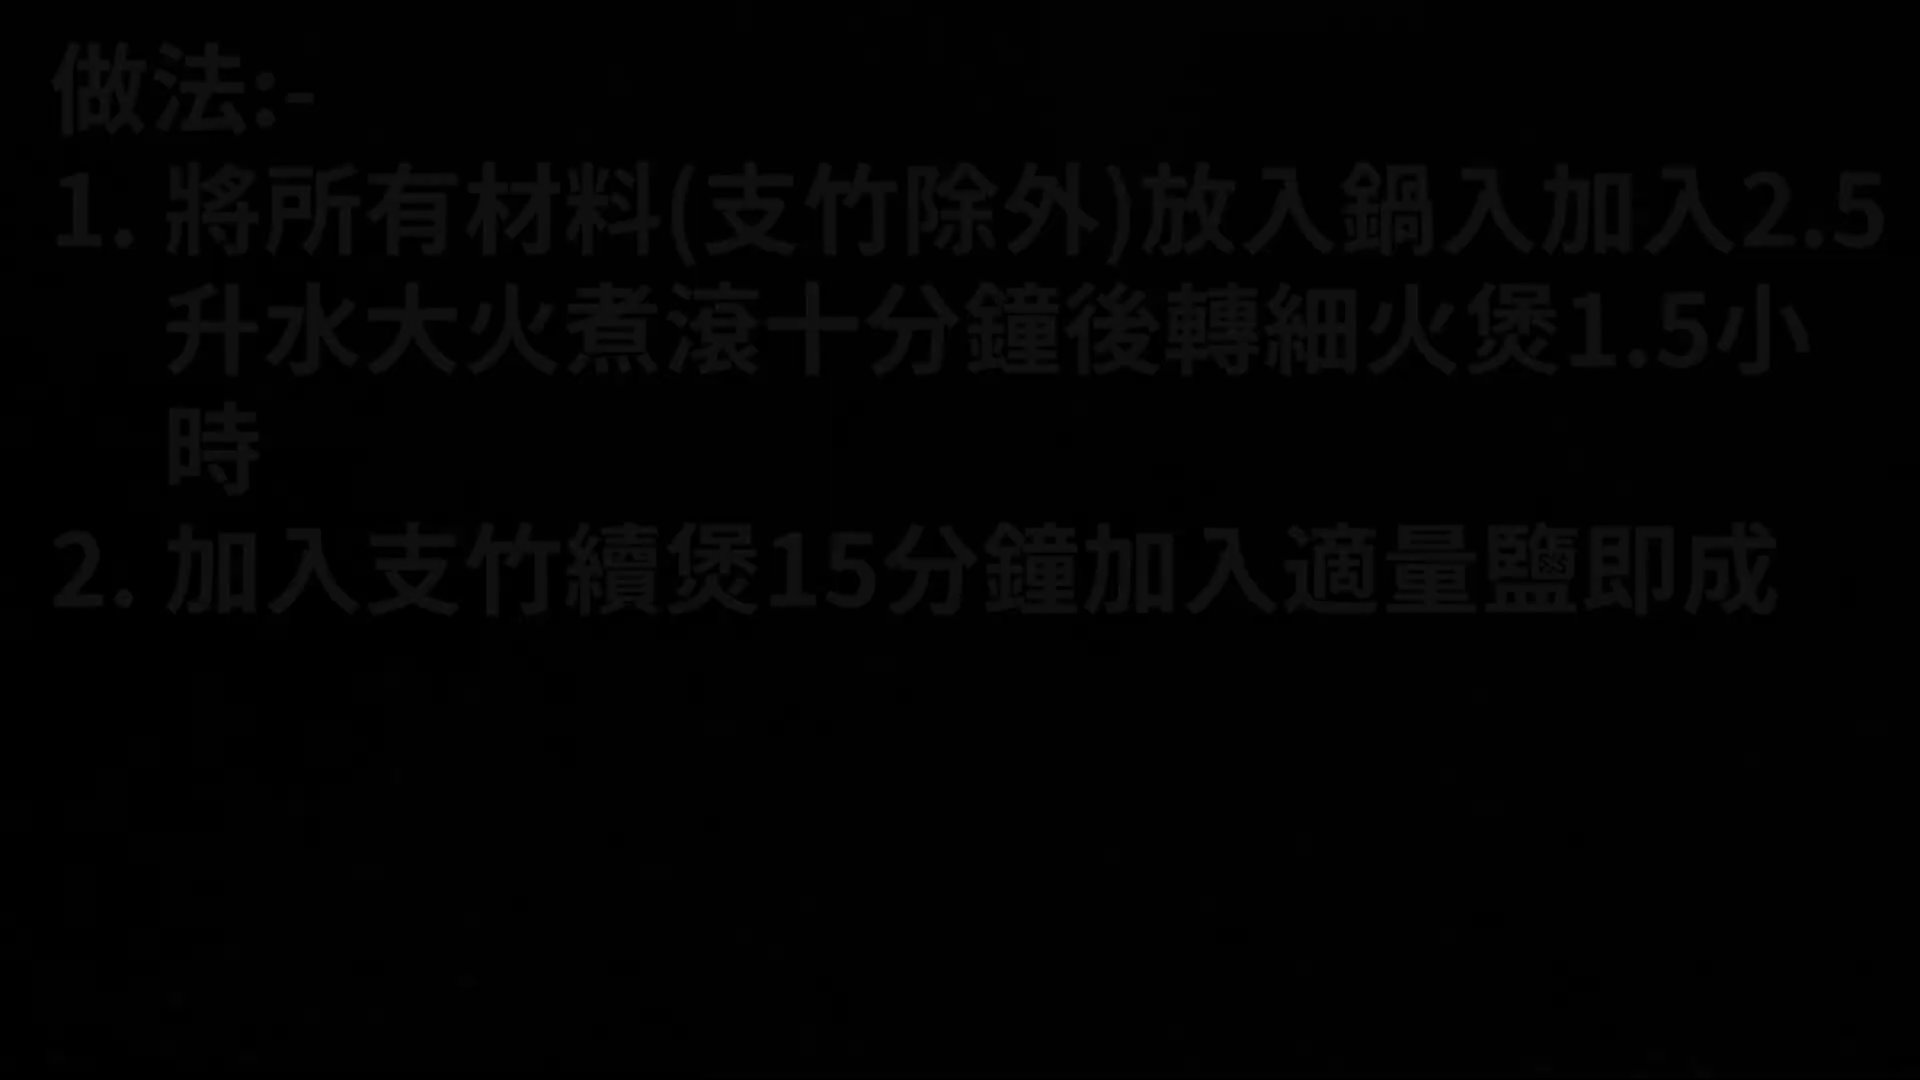 做法:-
1. 將所有材料(支竹除外)放入鍋入加入2.5
升水大火煮滾十分鐘後轉細火煲1.5小
時
2. 加入支竹續煲15分鐘加入適量鹽即成